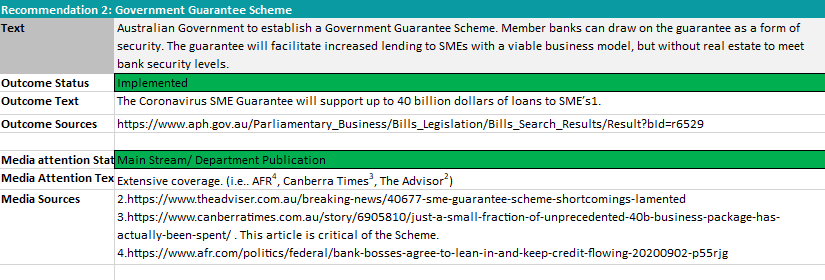 Recommendation 2: Government Guarantee Scheme
Text
Australian Government to establish a Government Guarantee Scheme. Member banks can draw on the guarantee as a form of
security. The guarantee will facilitate increased lending to SMEs with a viable business model, but without real estate to meet
bank security levels.
Outcome Status
Implemented
Outcome Text
The Coronavirus SME Guarantee will support up to 40 billion dollars of loans to SME's1.
Outcome Sources
https://www.aph.gov.au/Parliamentary_Business/Bills_Legislation/Bills_Search_Results/Result?bId=r6529
Media attention Stat
Main Stream/ Department Publication
Media Attention Tex
Extensive coverage. (i.e.. AFR⁴, Canberra Times³, The Advisor²)
Media Sources
2.https://www.theadviser.com.au/breaking-news/40677-sme-guarantee-scheme-shortcomings-lamented
3.https://www.canberratimes.com.au/story/6905810/just-a-small-fraction-of-unprecedented-40b-business-package-has-
actually-been-spent/ . This article is critical of the Scheme.
4.https://www.afr.com/politics/federal/bank-bosses-agree-to-lean-in-and-keep-credit-flowing-20200902-p55rjg